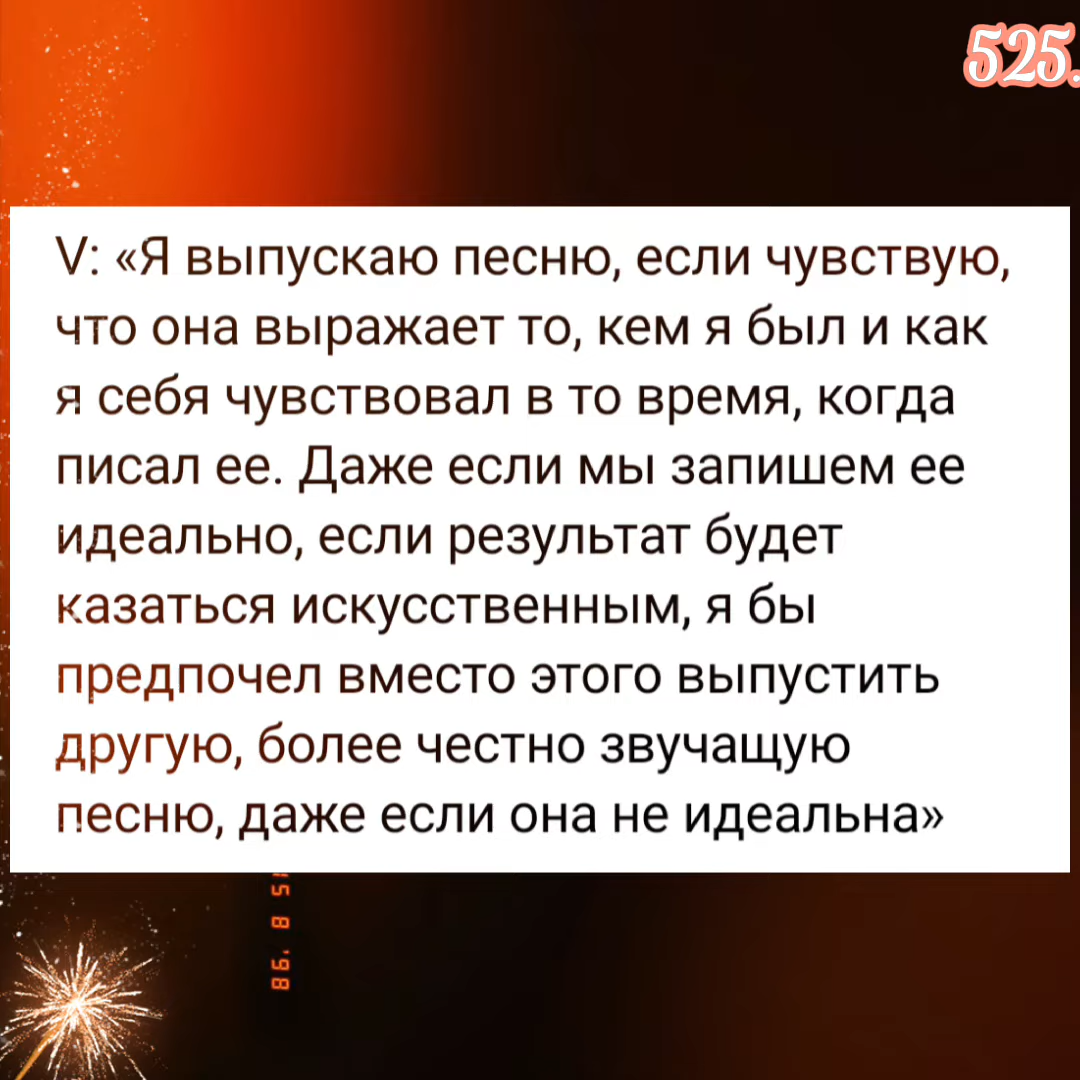 525.
V: «Я выпускаю песню, если чувствую,
что она выражает то, кем я был и как
я себя чувствовал в то время, когда
писал ее. Даже если мы запишем ее
идеально, если результат будет
казаться искусственным, я бы
предпочел вместо этого выпустить
другую, более честно звучащую
песню, даже если она не идеальна»